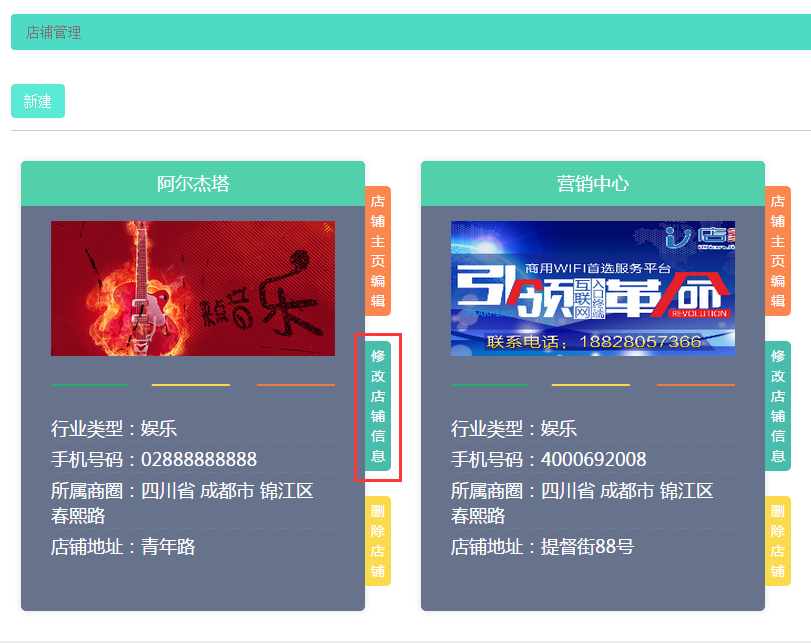 店铺管理
新建
阿尔杰塔
点音乐
店铺主页编辑
修改店铺信息
删除店铺
行业类型：娱乐
手机号码：02888888888
所属商圈：四川省 成都市 锦江区
春熙路
店铺地址：青年路
营销中心
商用WIFI首选服务平台
引领
互联网
入口终端
革命
REVOLUTION
联系电话：18828057366
店铺主页编辑
修改店铺信息
删除店铺
行业类型：娱乐
手机号码：4000692008
所属商圈：四川省 成都市 锦江区
春熙路
店铺地址：提督街88号